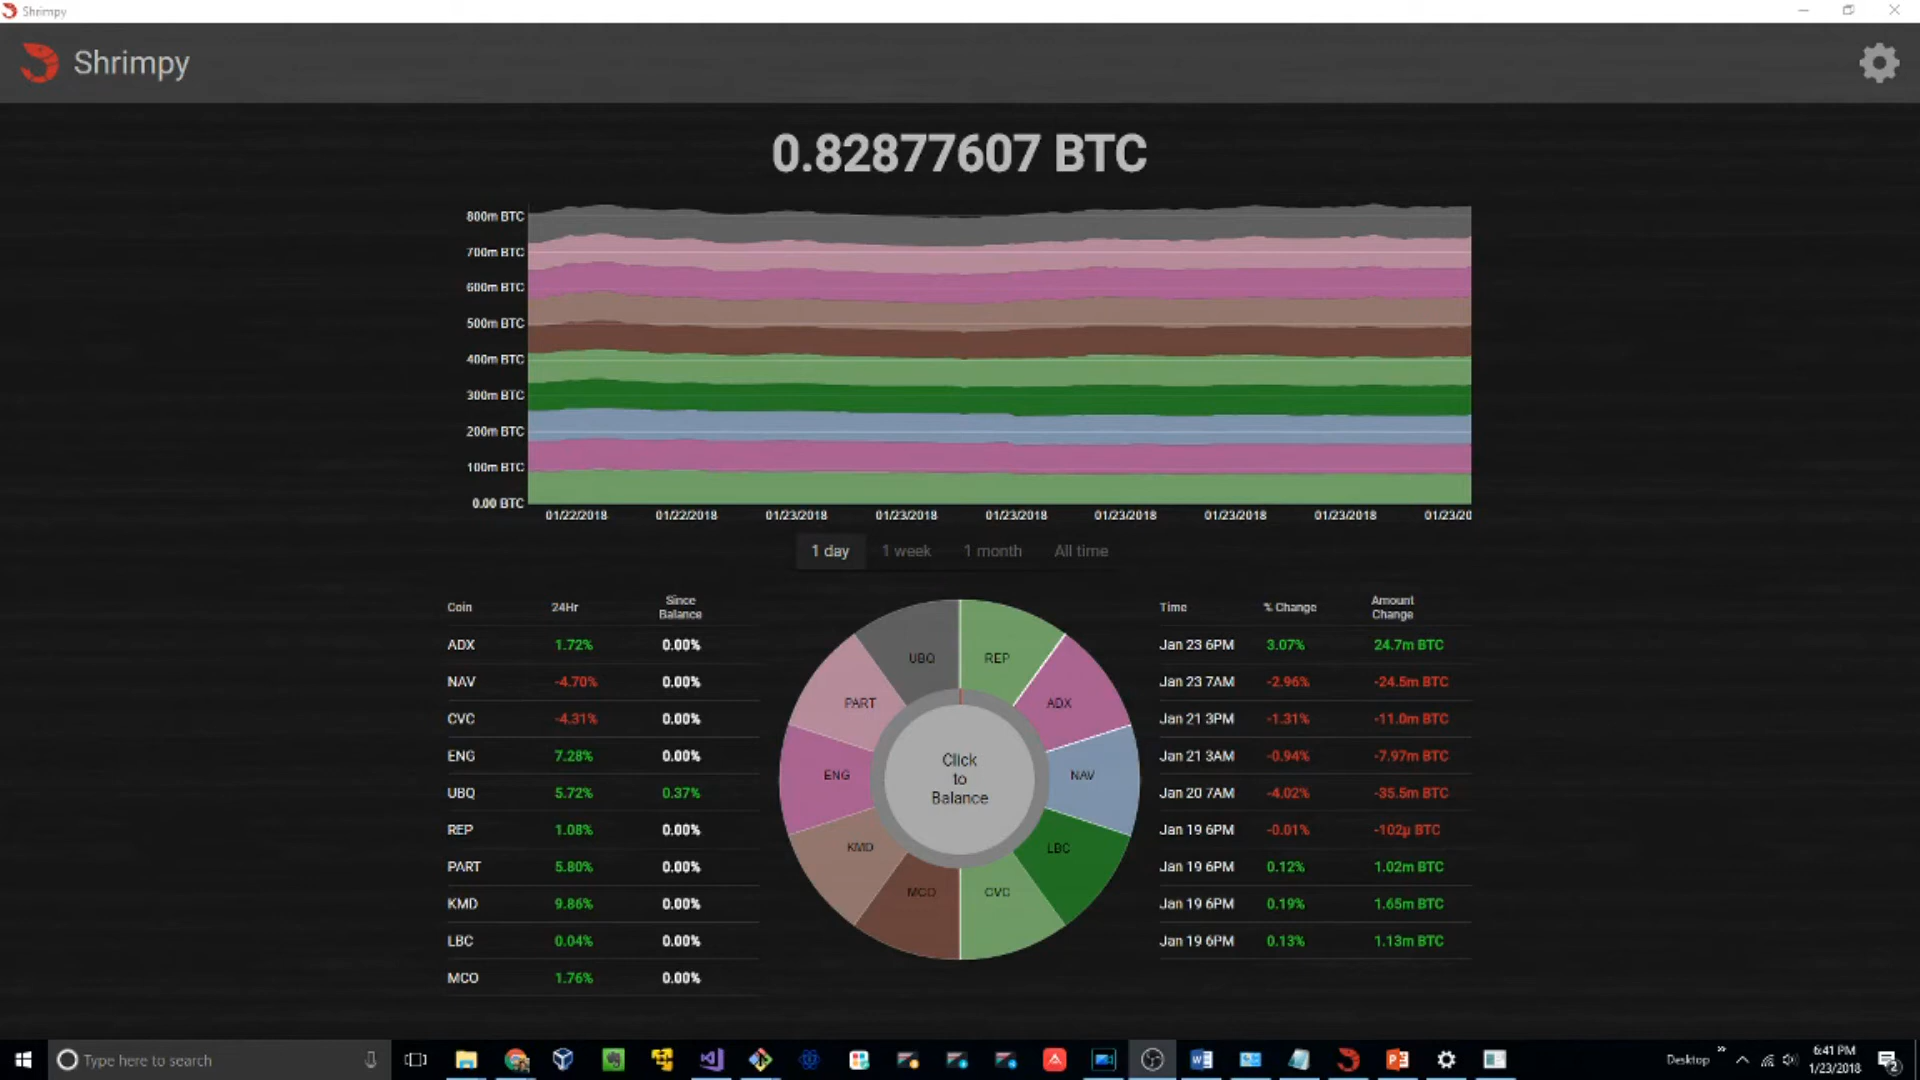 Shrimpy
Shrimpy
0.82877607 BTC
800m BTC
700m BTC
600m BTC
500m BTC
400m BTC
300m BTC
200m BTC
100m BTC
0.00 BTC
01/22/2018 01/22/2018 01/23/2018 01/23/2018 01/23/2018 01/23/2018 01/23/2018 01/23/2018 01/23/20
1 day 1 week 1 month All time
Coin 24Hr Since Balance
ADX 1.72% 0.00%
NAV -4.70% 0.00%
CVC -4.31% 0.00%
ENG 7.28% 0.00%
UBQ 5.72% 0.37%
REP 1.08% 0.00%
PART 5.80% 0.00%
KMD 9.86% 0.00%
LBC 0.04% 0.00%
MCO 1.76% 0.00%
UBQ REP
PART ADX
ENG NAV
KMD LBC
MCO CVC
Click
to
Balance
Time % Change Amount Change
Jan 23 6PM 3.07% 24.7m BTC
Jan 23 7AM -2.96% -24.5m BTC
Jan 21 3PM -1.31% -11.0m BTC
Jan 21 3AM -0.94% -7.97m BTC
Jan 20 7AM -4.02% -35.5m BTC
Jan 19 6PM -0.01% -102µ BTC
Jan 19 6PM 0.12% 1.02m BTC
Jan 19 6PM 0.19% 1.65m BTC
Jan 19 6PM 0.13% 1.13m BTC
Type here to search
Desktop
6:41 PM
1/23/2018
2